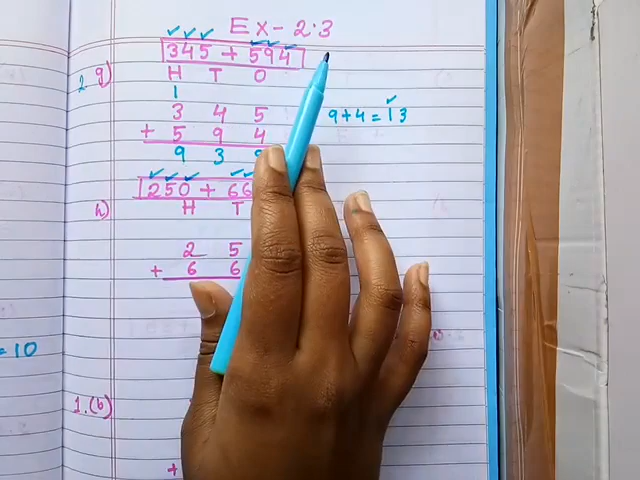 Ex - 2.3
2. g) 345 + 594
H T O
1
3 4 5
9+4 = 13
+ 5 9 4
9 3
h) 250 + 66
H T
2 5
+ 6 6
= 10
1. (b)
+